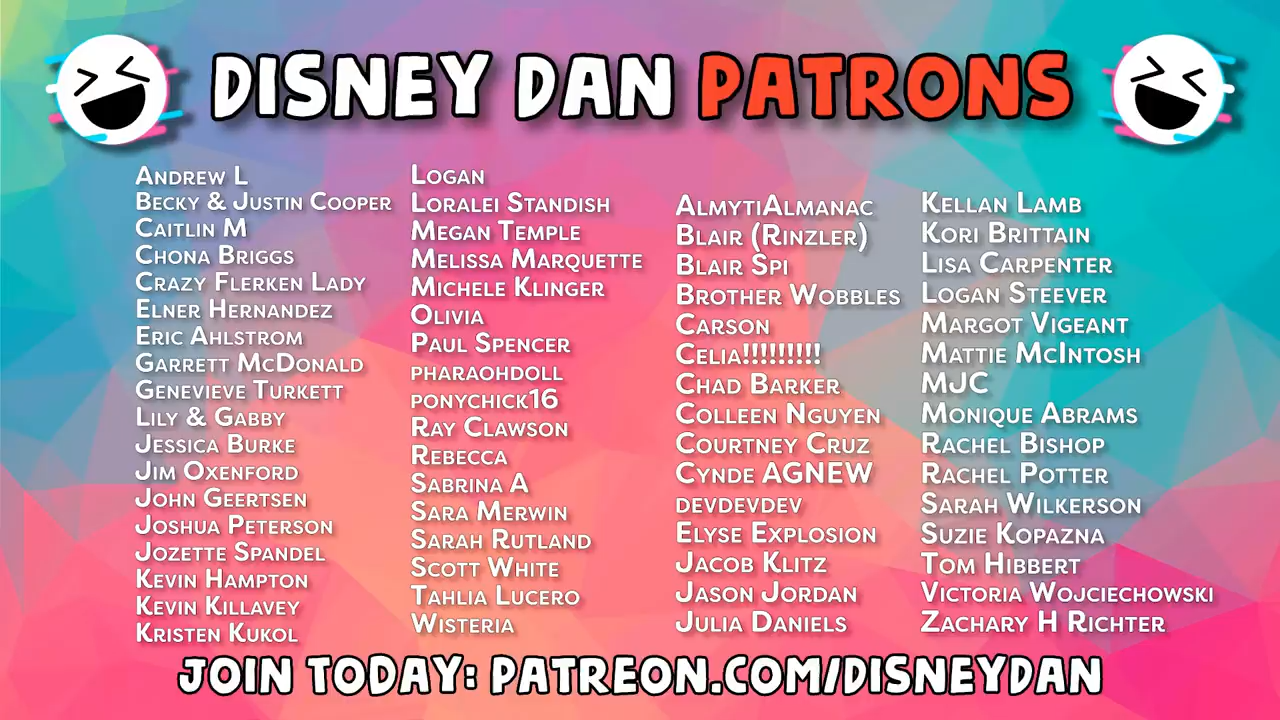 DISNEY DAN PATRONS
Andrew L
Becky & Justin Cooper
Caitlin M
Chona Briggs
Crazy Flerken Lady
Elner Hernandez
Eric Ahlstrom
Garrett McDonald
Genevieve Turkett
Lily & Gabby
Jessica Burke
Jim Oxenford
John Geertsen
Joshua Peterson
Jozette Spandel
Kevin Hampton
Kevin Killavey
Kristen Kukol
Logan
Loralei Standish
Megan Temple
Melissa Marquette
Michele Klinger
Olivia
Paul Spencer
pharaohdoll
ponychick16
Ray Clawson
Rebecca
Sabrina A
Sara Merwin
Sarah Rutland
Scott White
Tahlia Lucero
Wisteria
AlmytiAlmanac
Blair (Rinzler)
Blair Spi
Brother Wobbles
Carson
Celia!!!!!!!!!
Chad Barker
Colleen Nguyen
Courtney Cruz
Cynde AGNEW
devdevdev
Elyse Explosion
Jacob Klitz
Jason Jordan
Julia Daniels
Kellan Lamb
Kori Brittain
Lisa Carpenter
Logan Steever
Margot Vigeant
Mattie McIntosh
MJC
Monique Abrams
Rachel Bishop
Rachel Potter
Sarah Wilkerson
Suzie Kopazna
Tom Hibbert
Victoria Wojciechowski
Zachary H Richter
JOIN TODAY: PATREON.COM/DISNEYDAN